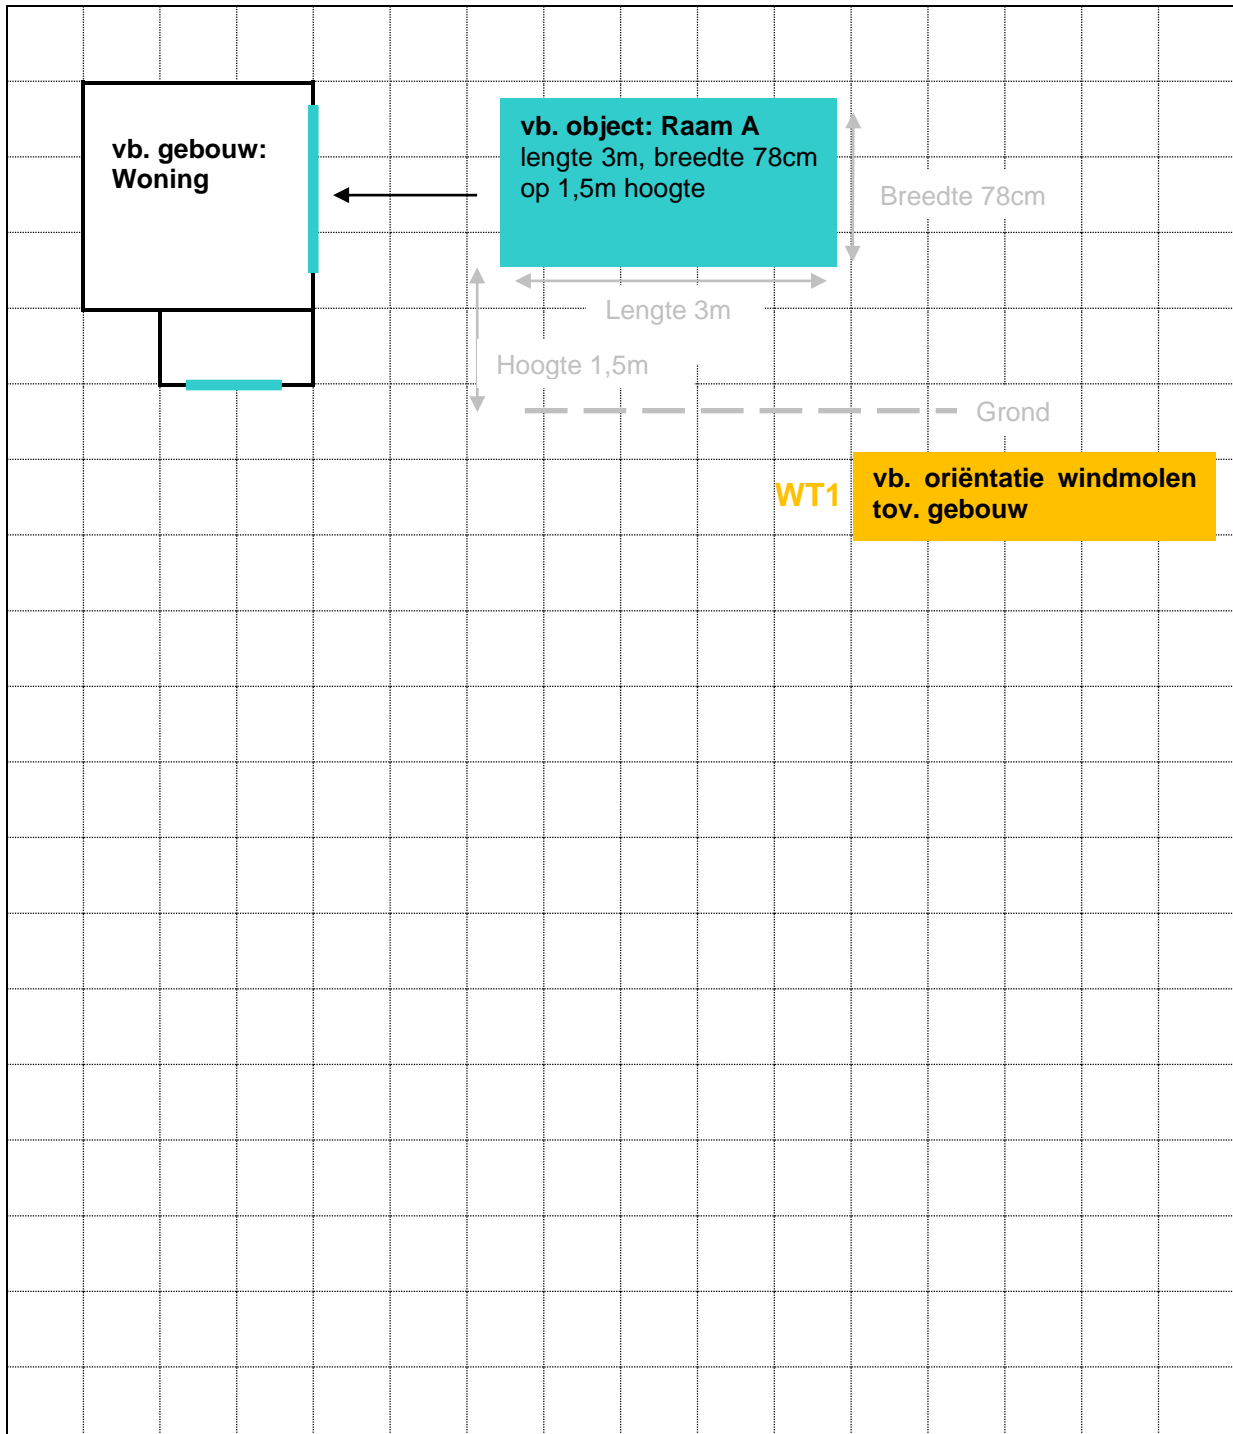 vb. gebouw:
Woning
vb. object: Raam A
lengte 3m, breedte 78cm
op 1,5m hoogte
Breedte 78cm
Lengte 3m
Hoogte 1,5m
Grond
WT1
vb. oriëntatie windmolen
tov. gebouw